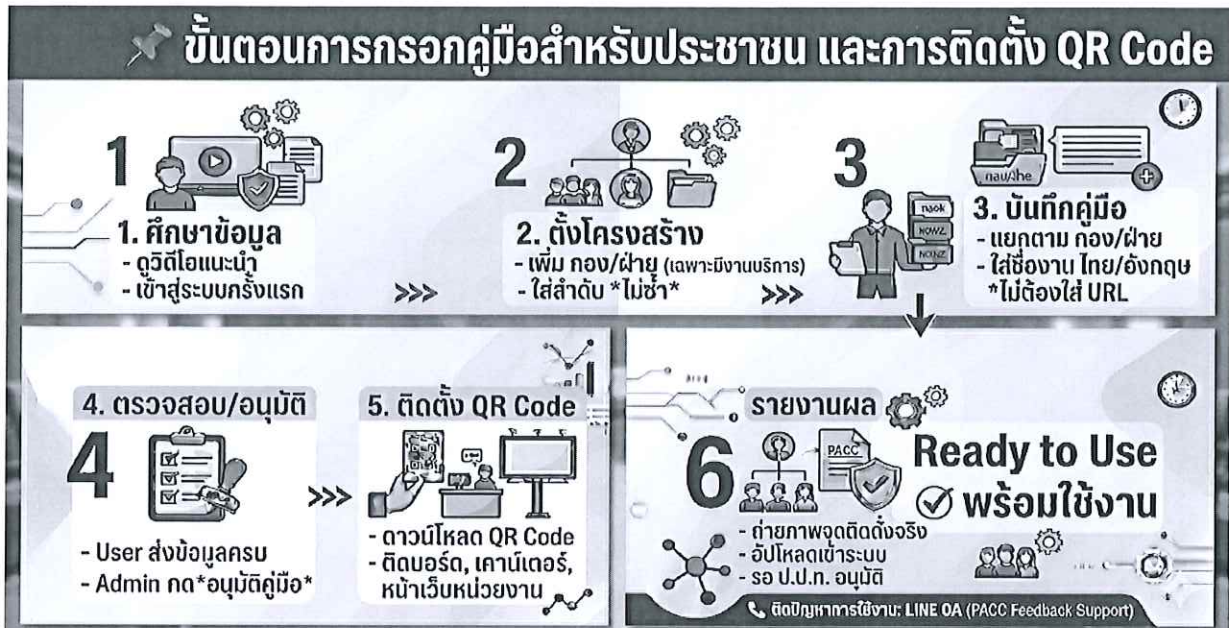 ขั้นตอนการกรอกคู่มือสำหรับประชาชน และการติดตั้ง QR Code
1
1. ศึกษาข้อมูล
- ดูวิดีโอแนะนำ
- เข้าสู่ระบบครั้งแรก
>>>
2
2. ตั้งโครงสร้าง
- เพิ่ม กอง/ฝ่าย (เฉพาะมีงานบริการ)
- ใส่ลำดับ *ไม่ซ้ำ*
>>>
3
3. บันทึกคู่มือ
- แยกตาม กอง/ฝ่าย
- ใส่ชื่องาน ไทย/อังกฤษ
*ไม่ต้องใส่ URL
4. ตรวจสอบ/อนุมัติ
4
- User ส่งข้อมูลครบ
- Admin กด*อนุมัติคู่มือ*
>>>
5. ติดตั้ง QR Code
- ดาวน์โหลด QR Code
- ติดบอร์ด, เคาน์เตอร์,
หน้าเว็บหน่วยงาน
รายงานผล
6
PACC
- ถ่ายภาพจุดติดตั้งจริง
- อัปโหลดเข้าระบบ
- รอ ป.ป.ท. อนุมัติ
Ready to Use
พร้อมใช้งาน
ติดปัญหาการใช้งาน: LINE OA (PACC Feedback Support)